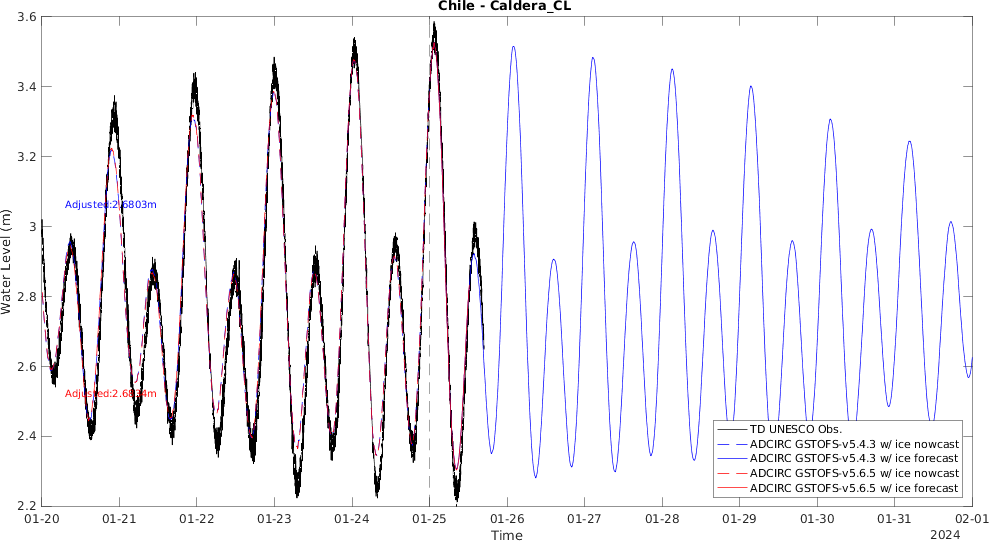 Chile - Caldera_CL
3.6
3.4
3.2
3
2.8
2.6
2.4
2.2
Water Level (m)
Adjusted:2.6803m
Adjusted:2.6834m
TD UNESCO Obs.
ADCIRC GSTOFS-v5.4.3 w/ ice nowcast
ADCIRC GSTOFS-v5.4.3 w/ ice forecast
ADCIRC GSTOFS-v5.6.5 w/ ice nowcast
ADCIRC GSTOFS-v5.6.5 w/ ice forecast
01-20 01-21 01-22 01-23 01-24 01-25 01-26 01-27 01-28 01-29 01-30 01-31 02-01
Time
2024